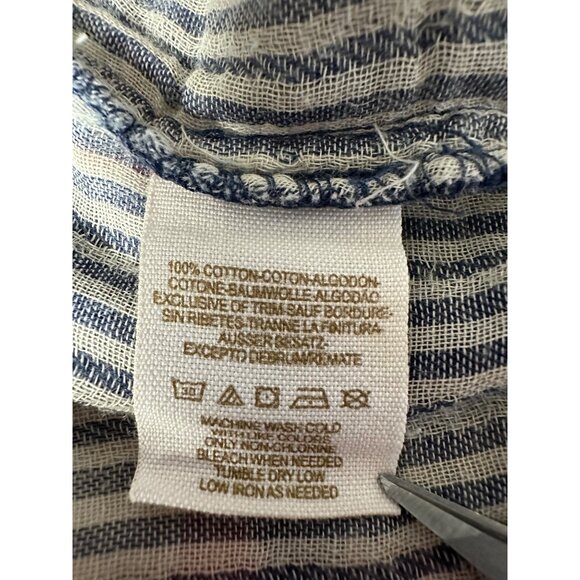 100% COTTON-COTON-ALGODON-
COTONE-BAUMWOLLE-ALGODÃO
EXCLUSIVE OF TRIM-SAUF BORDURE-
SIN RIBETES-TRANNE LA FINITURA-
AUSSER BESATZ-
EXCEPTO DEBRUM/REMATE
30
MACHINE WASH COLD
WITH LIKE COLORS
ONLY NON-CHLORINE
BLEACH WHEN NEEDED
TUMBLE DRY LOW
LOW IRON AS NEEDED